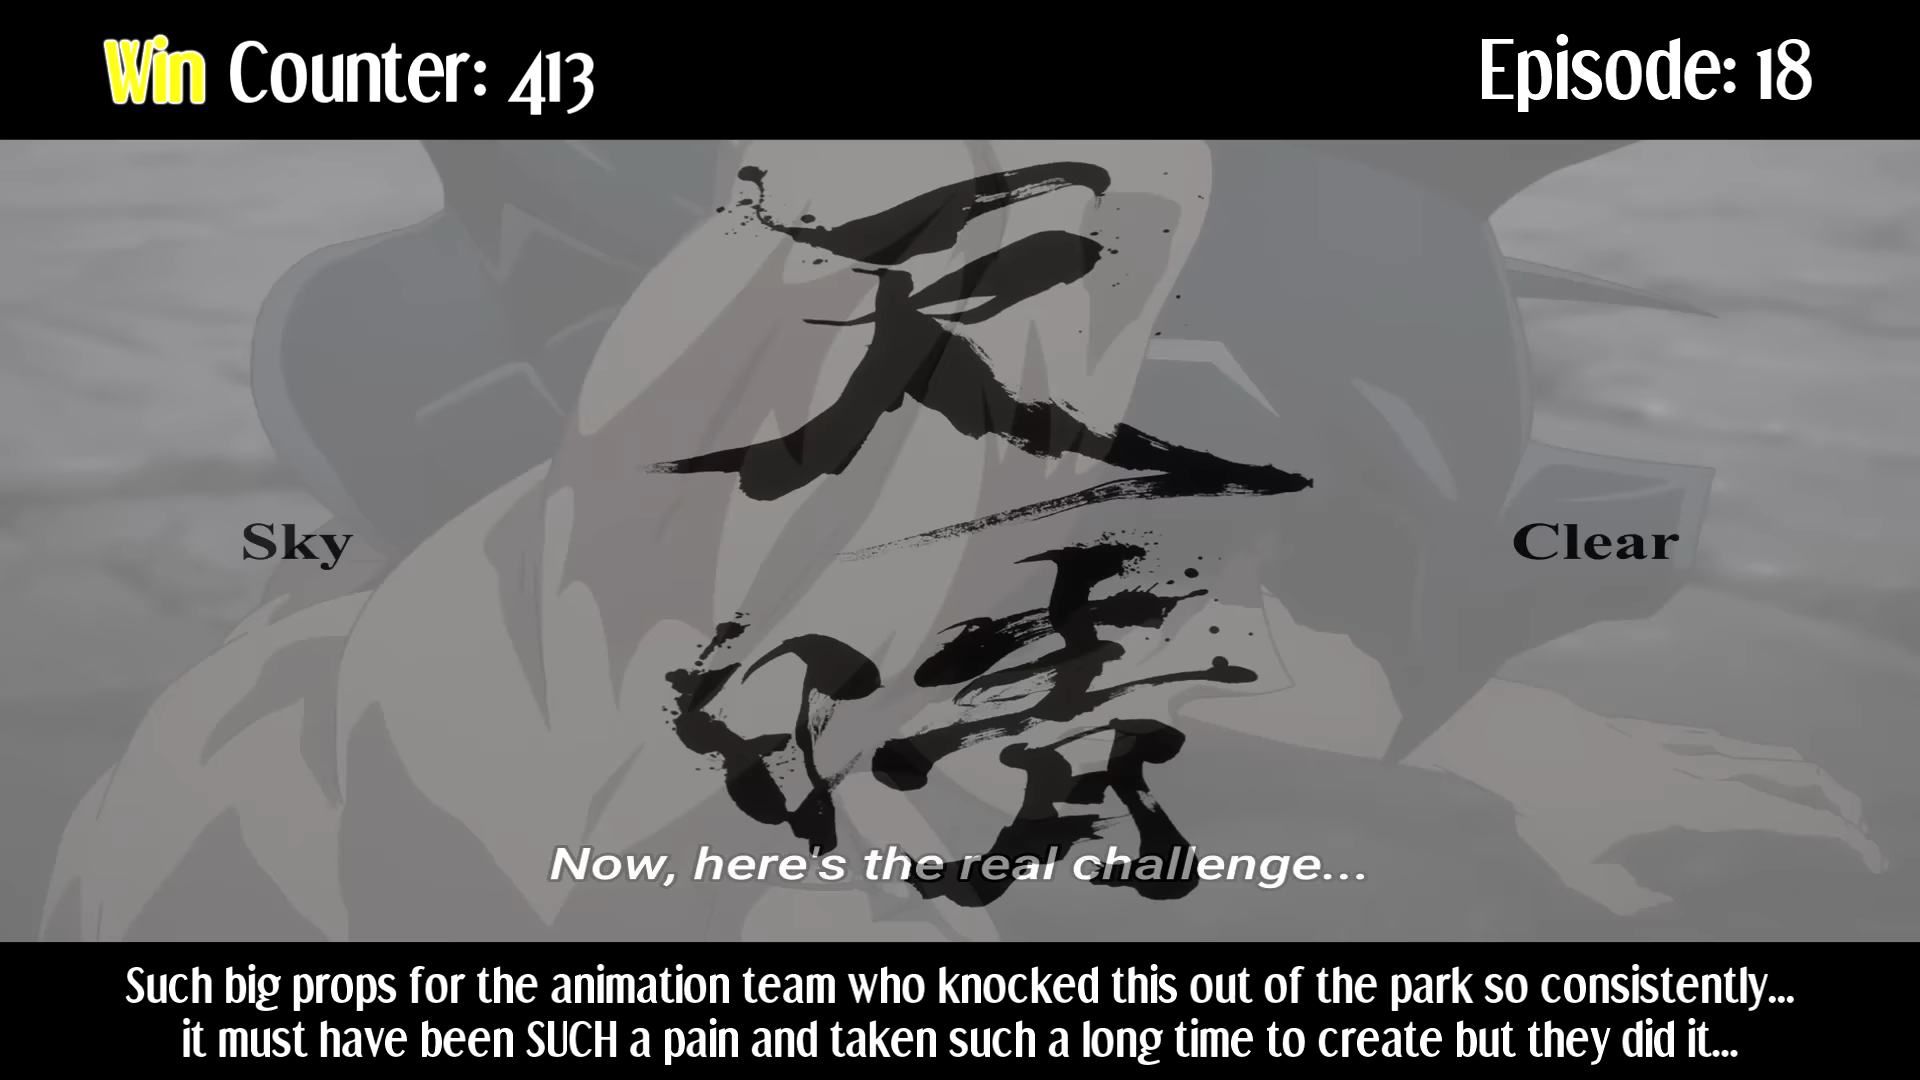 Win Counter: 413
Episode: 18
天
晴
Sky
Clear
Now, here's the real challenge...
Such big props for the animation team who knocked this out of the park so consistently...
it must have been SUCH a pain and taken such a long time to create but they did it...